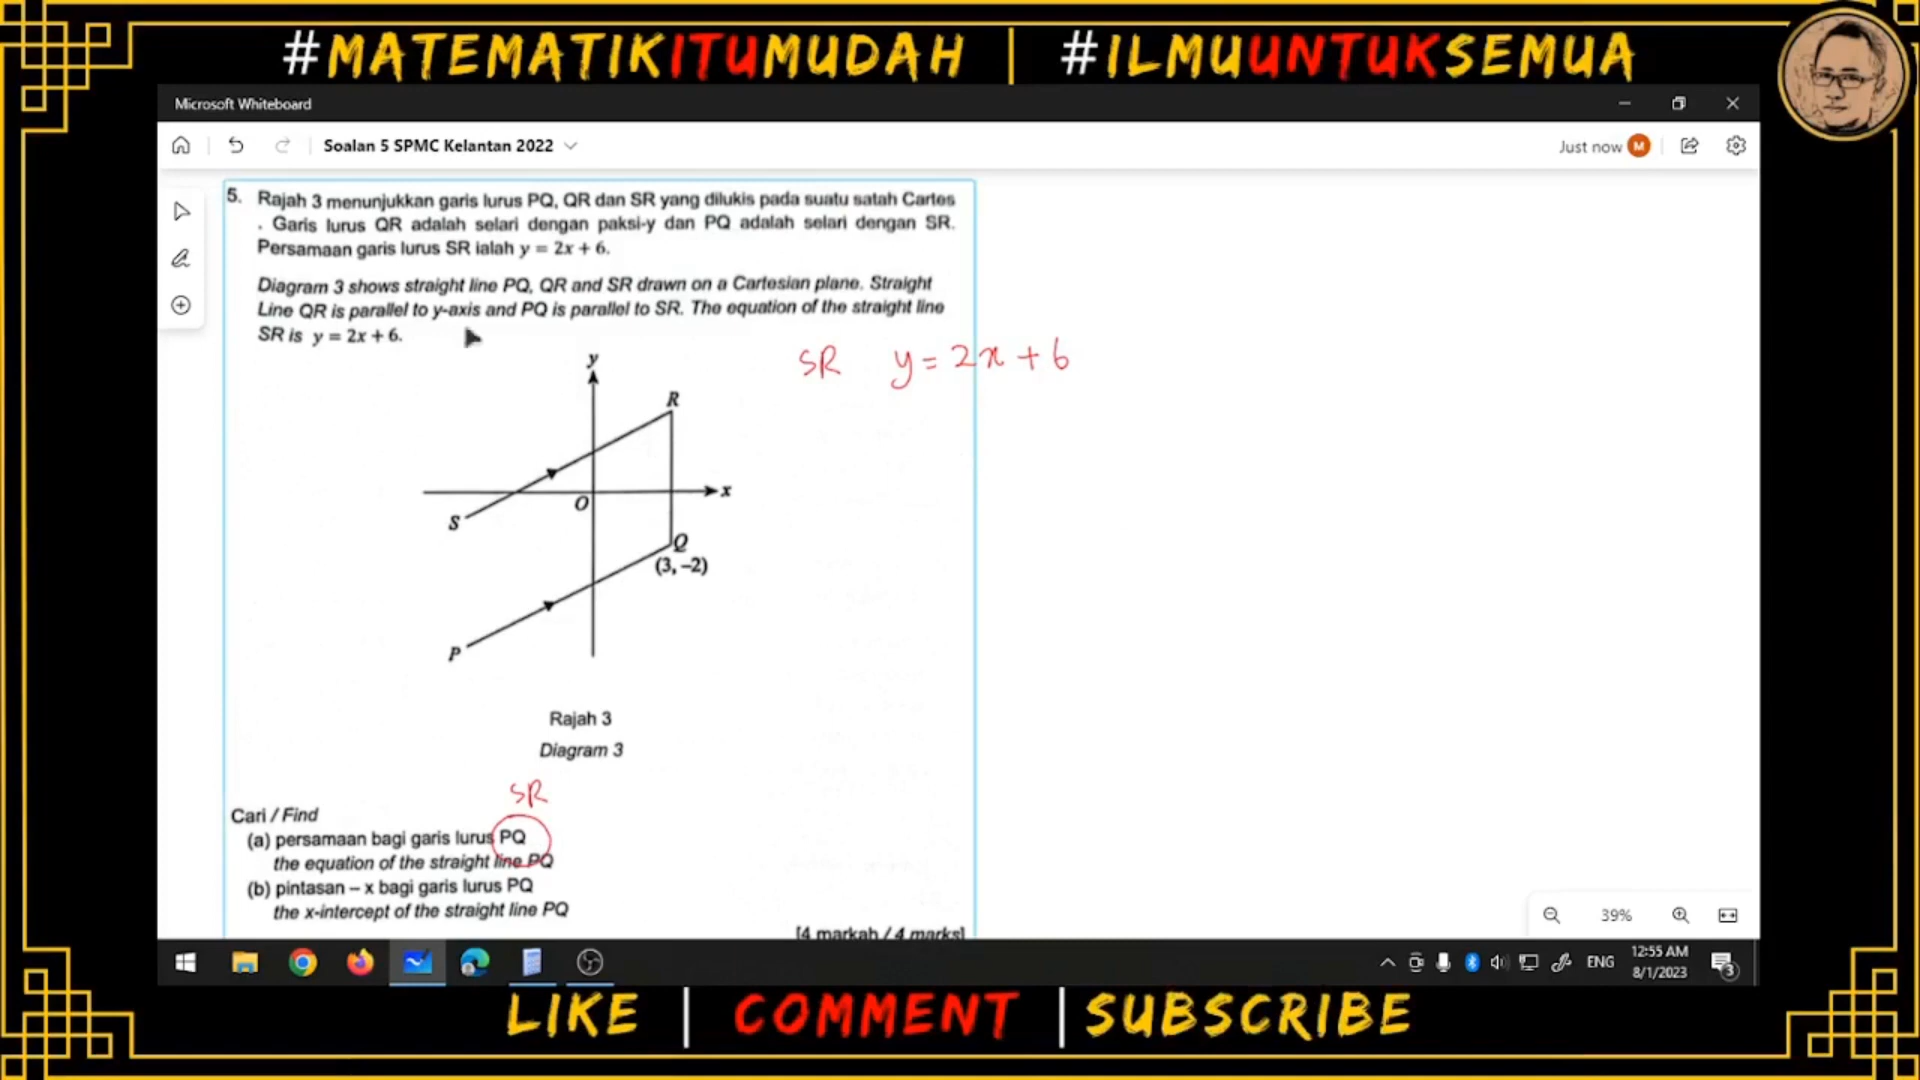 #MATEMATIKITUMUDAH | #ILMUUNTUKSEMUA
Microsoft Whiteboard
Soalan 5 SPMC Kelantan 2022
Just now M
5. Rajah 3 menunjukkan garis lurus PQ, QR dan SR yang dilukis pada suatu satah Cartes
. Garis lurus QR adalah selari dengan paksi-y dan PQ adalah selari dengan SR.
Persamaan garis lurus SR ialah y = 2x + 6.
Diagram 3 shows straight line PQ, QR and SR drawn on a Cartesian plane. Straight
Line QR is parallel to y-axis and PQ is parallel to SR. The equation of the straight line
SR is y = 2x + 6.
SR y = 2x + 6
y
R
O
x
S
Q
(3, –2)
P
Rajah 3
Diagram 3
SR
Cari / Find
(a) persamaan bagi garis lurus PQ
the equation of the straight line PQ
(b) pintasan – x bagi garis lurus PQ
the x-intercept of the straight line PQ
[4 markah / 4 marks]
39%
ENG
12:55 AM
8/1/2023
3
LIKE | COMMENT | SUBSCRIBE